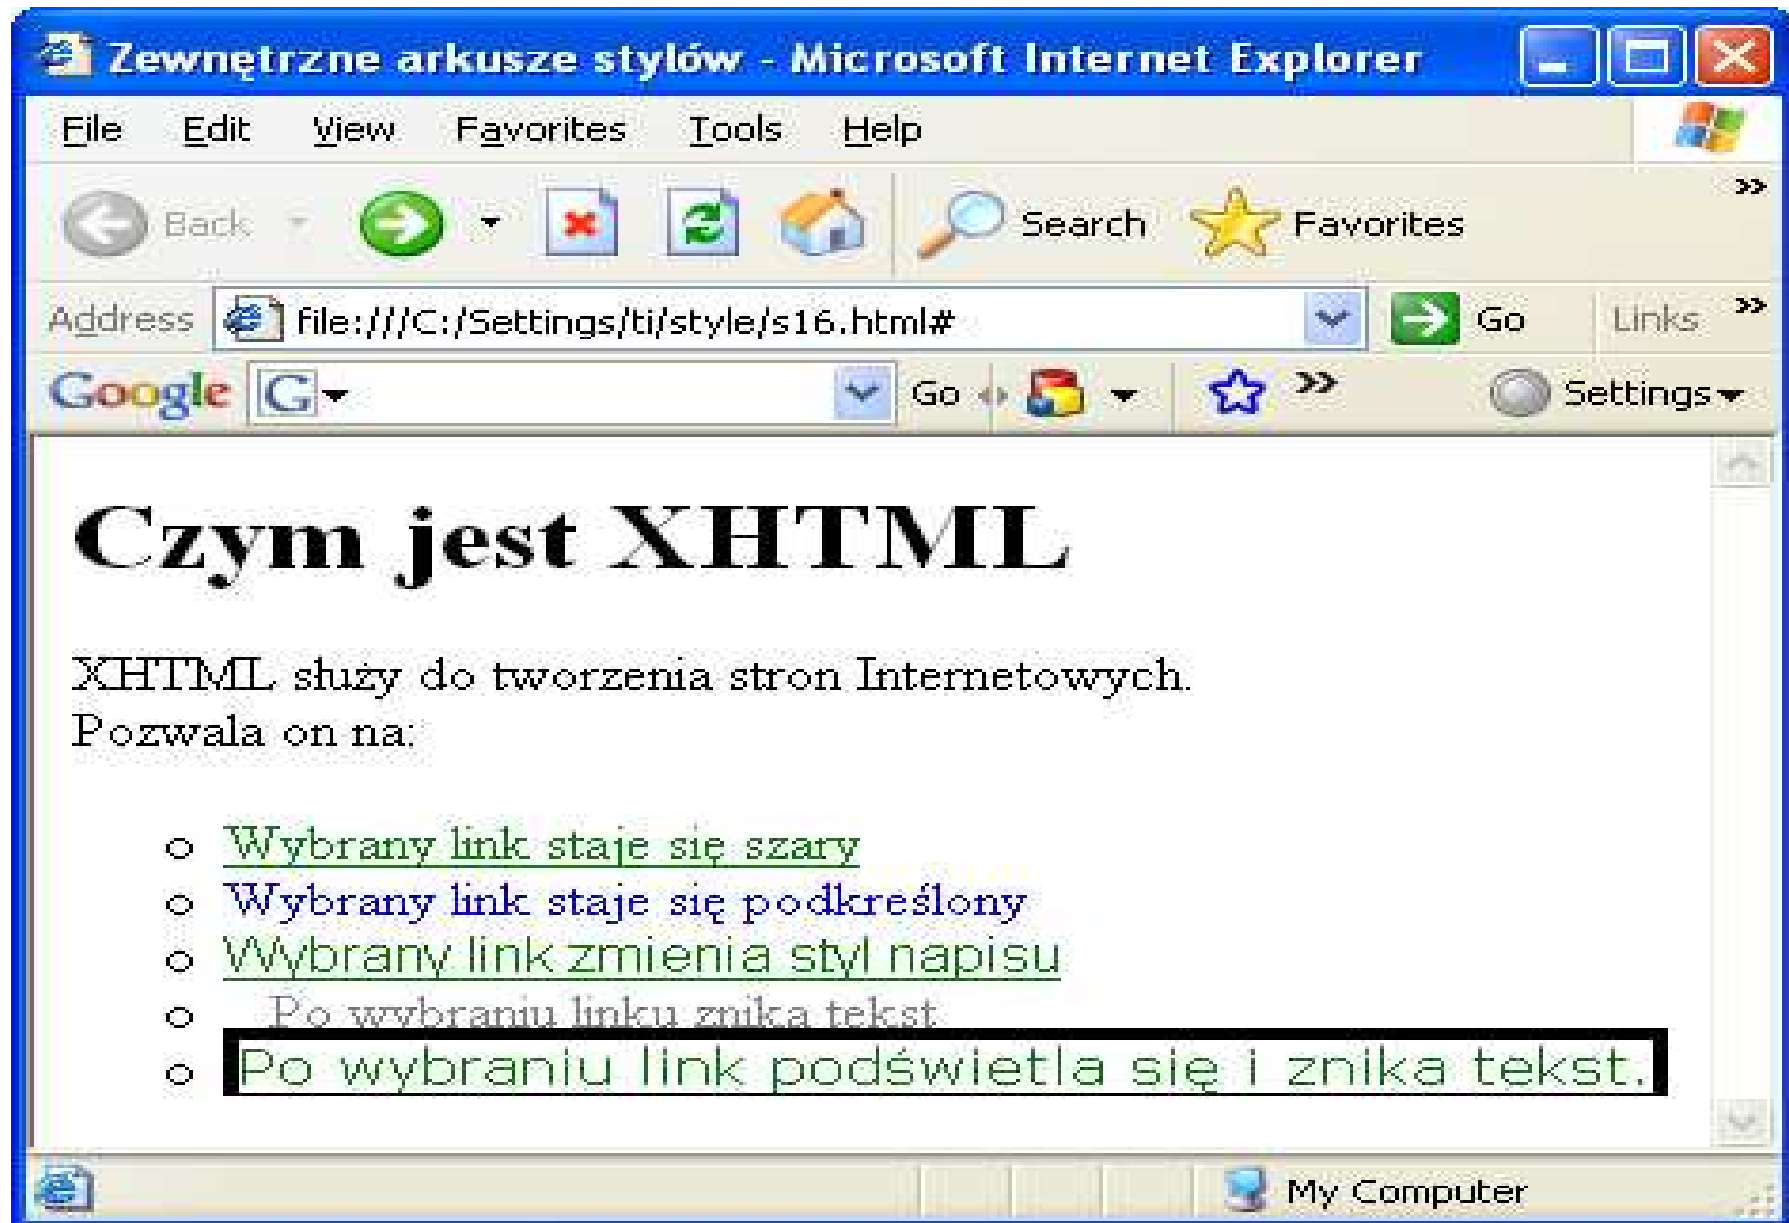 Zewnętrzne arkusze stylów - Microsoft Internet Explorer
File Edit View Favorites Tools Help
Back Search Favorites »
Address file:///C:/Settings/ti/style/s16.html# Go Links »
Google G Go » Settings
Czym jest XHTML
XHTML służy do tworzenia stron Internetowych.
Pozwala on na:
Wybrany link staje się szary
Wybrany link staje się podkreślony
Wybrany link zmienia styl napisu
Po wybraniu linku znika tekst
Po wybraniu link podświetla się i znika tekst.
My Computer